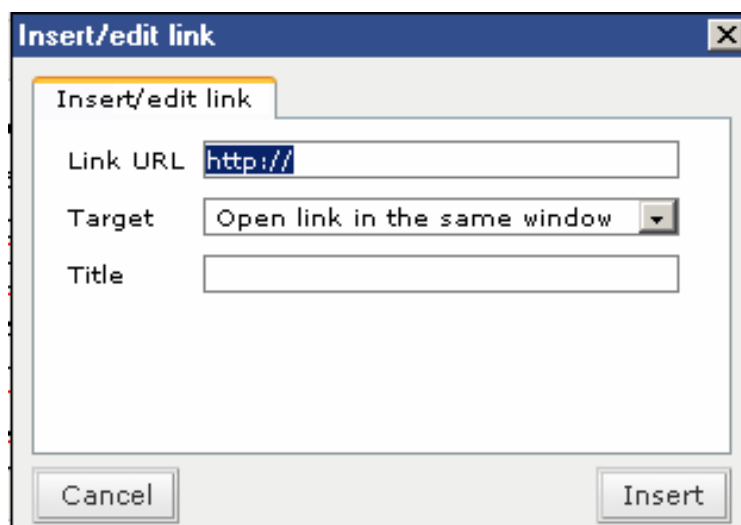 Insert/edit link
Insert/edit link
Link URL http://
Target Open link in the same window
Title
Cancel Insert